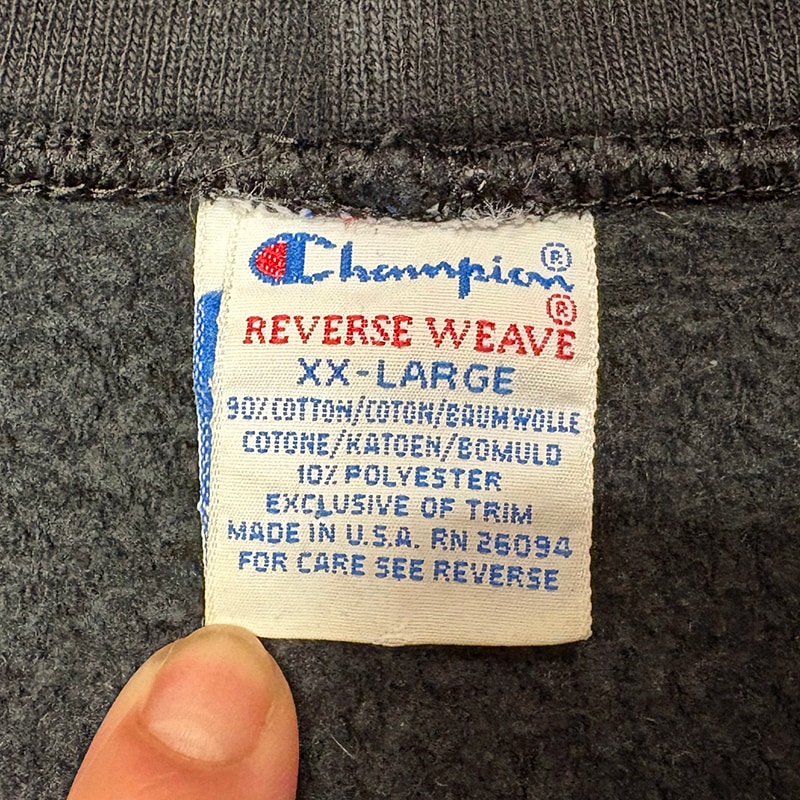 Champion®
REVERSE WEAVE®
XX-LARGE
90% COTTON/COTON/BAUMWOLLE
COTONE/KATOEN/BOMULD
10% POLYESTER
EXCLUSIVE OF TRIM
MADE IN U.S.A. RN 26094
FOR CARE SEE REVERSE